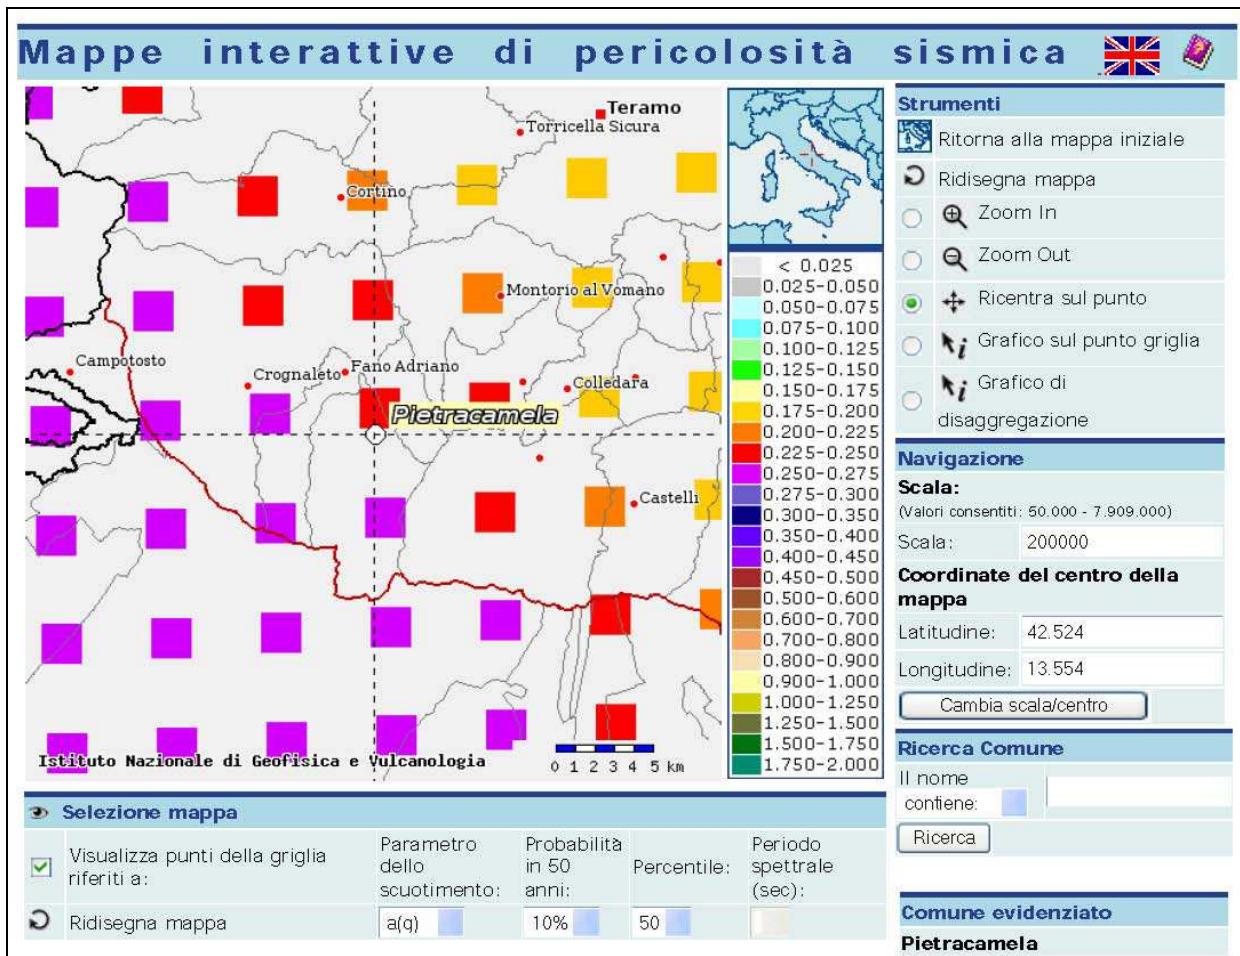 Mappe interattive di pericolosità sismica
Teramo
Torricella Sicura
Cortino
Montorio al Vomano
Campotosto
Crognaleto
Fano Adriano
Colledara
Pietracamela
Castelli
Istituto Nazionale di Geofisica e Vulcanologia
0 1 2 3 4 5 km
< 0.025
0.025-0.050
0.050-0.075
0.075-0.100
0.100-0.125
0.125-0.150
0.150-0.175
0.175-0.200
0.200-0.225
0.225-0.250
0.250-0.275
0.275-0.300
0.300-0.350
0.350-0.400
0.400-0.450
0.450-0.500
0.500-0.600
0.600-0.700
0.700-0.800
0.800-0.900
0.900-1.000
1.000-1.250
1.250-1.500
1.500-1.750
1.750-2.000
Strumenti
Ritorna alla mappa iniziale
Ridisegna mappa
Zoom In
Zoom Out
Ricentra sul punto
Grafico sul punto griglia
Grafico di
disaggregazione
Navigazione
Scala:
(Valori consentiti: 50.000 - 7.909.000)
Scala: 200000
Coordinate del centro della
mappa
Latitudine: 42.524
Longitudine: 13.554
Cambia scala/centro
Ricerca Comune
Il nome
contiene:
Ricerca
Comune evidenziato
Pietracamela
Selezione mappa
Visualizza punti della griglia
riferiti a:
Parametro
dello
scuotimento:
Probabilità
in 50
anni:
Percentile:
Periodo
spettrale
(sec):
Ridisegna mappa
a(g)
10%
50